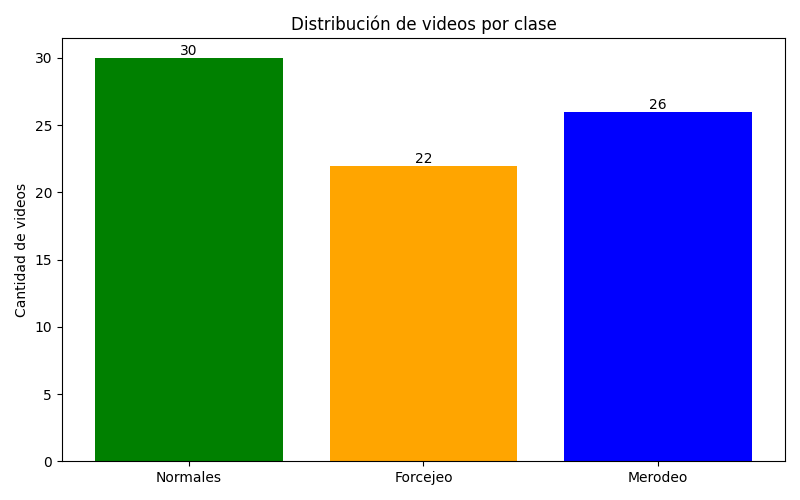 Distribución de videos por clase
30
22
26
Cantidad de videos
30
25
20
15
10
5
0
Normales
Forcejeo
Merodeo